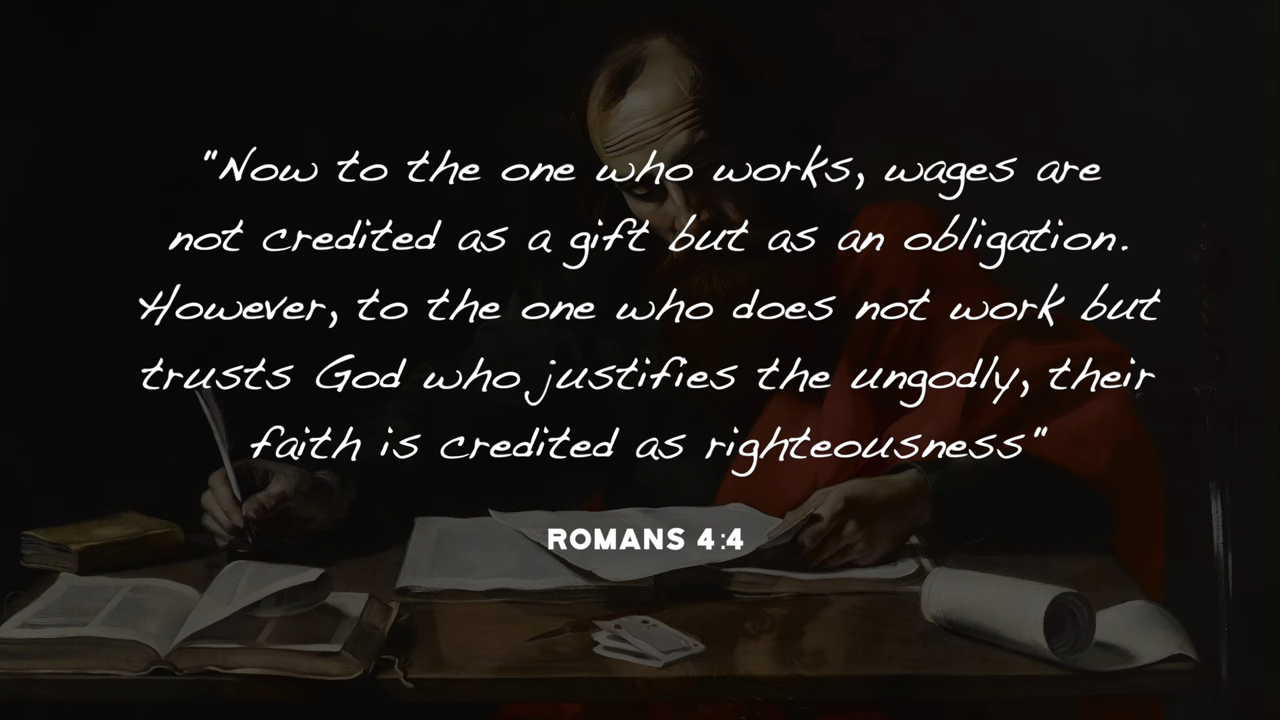 "Now to the one who works, wages are
not credited as a gift but as an obligation.
However, to the one who does not work but
trusts God who justifies the ungodly, their
faith is credited as righteousness"
ROMANS 4:4